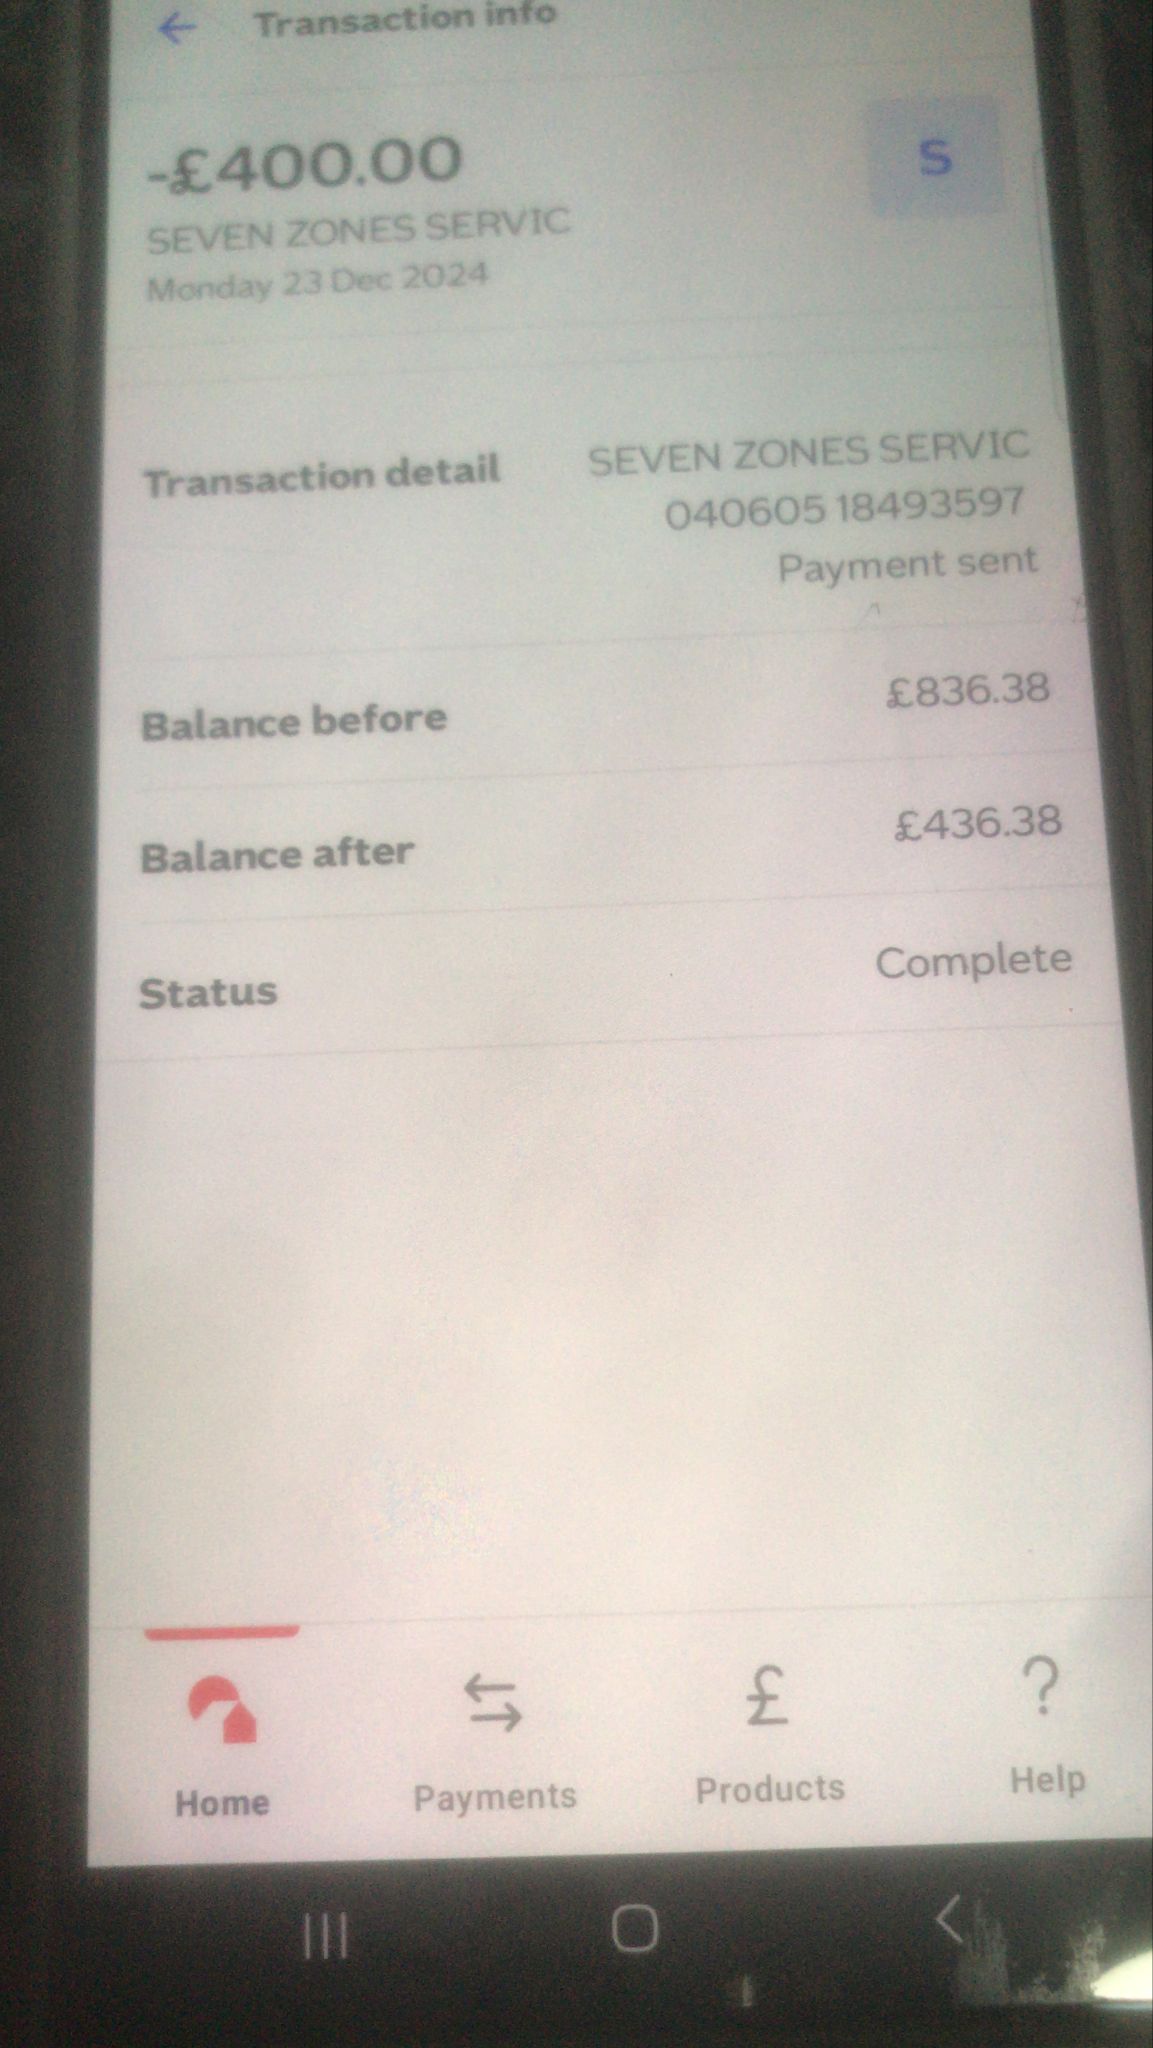 Transaction info
-£400.00
S
SEVEN ZONES SERVIC
Monday 23 Dec 2024
Transaction detail
SEVEN ZONES SERVIC
040605 18493597
Payment sent
Balance before
£836.38
Balance after
£436.38
Status
Complete
£
?
Home
Payments
Products
Help